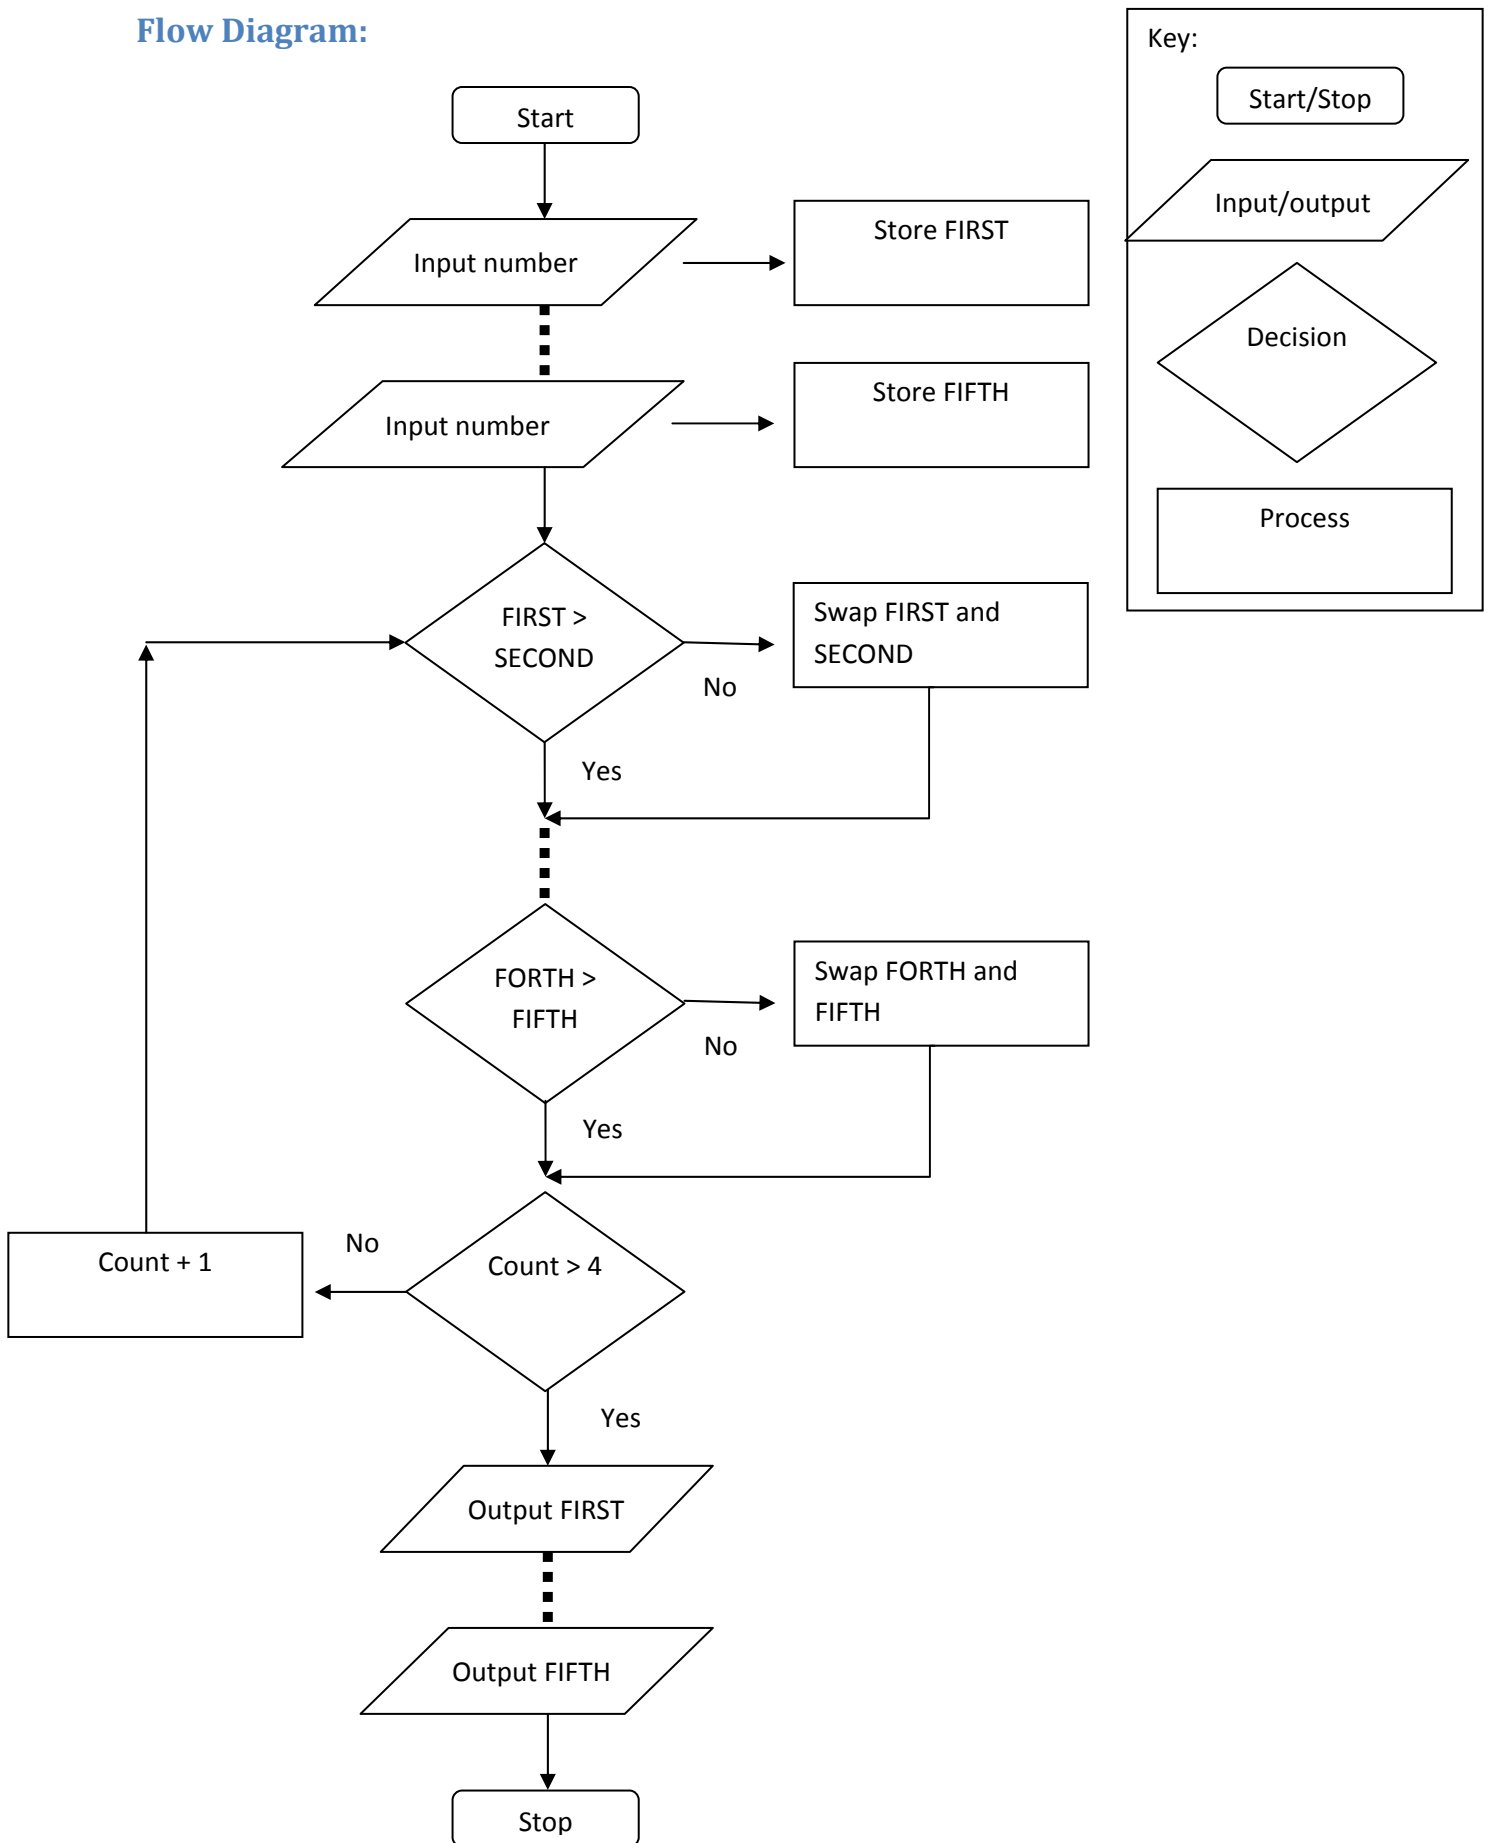 Flow Diagram:
Key:
Start/Stop
Input/output
Decision
Process
Start
Input number
Store FIRST
Input number
Store FIFTH
FIRST >
SECOND
No
Swap FIRST and
SECOND
Yes
FORTH >
FIFTH
No
Swap FORTH and
FIFTH
Yes
Count > 4
No
Count + 1
Yes
Output FIRST
Output FIFTH
Stop